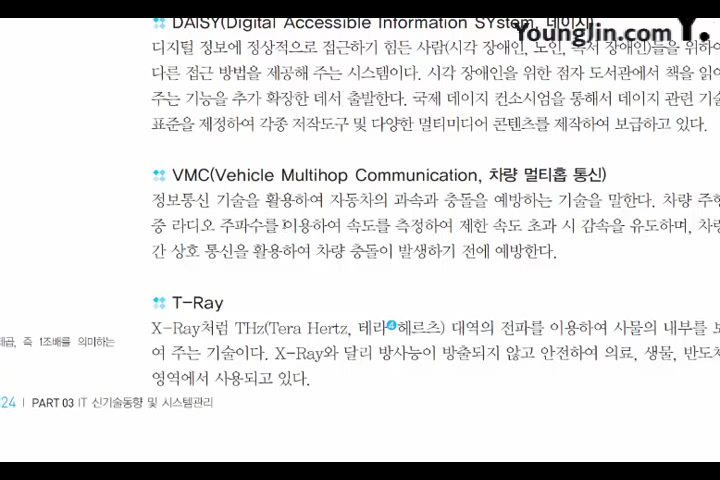 DAISY(Digital Accessible Information SYstem, 데이지
YoungJin.com Y.
디지털 정보에 정상적으로 접근하기 힘든 사람(시각 장애인, 노인, 독서 장애인)들을 위하여
다른 접근 방법을 제공해 주는 시스템이다. 시각 장애인을 위한 점자 도서관에서 책을 읽어
주는 기능을 추가 확장한 데서 출발한다. 국제 데이지 컨소시엄을 통해서 데이지 관련 기술
표준을 제정하여 각종 저작도구 및 다양한 멀티미디어 콘텐츠를 제작하여 보급하고 있다.
VMC(Vehicle Multihop Communication, 차량 멀티홉 통신)
정보통신 기술을 활용하여 자동차의 과속과 충돌을 예방하는 기술을 말한다. 차량 주행
중 라디오 주파수를 이용하여 속도를 측정하여 제한 속도 초과 시 감속을 유도하며, 차량
간 상호 통신을 활용하여 차량 충돌이 발생하기 전에 예방한다.
T-Ray
X-Ray처럼 THz(Tera Hertz, 테라4헤르츠) 대역의 전파를 이용하여 사물의 내부를 보
여 주는 기술이다. X-Ray와 달리 방사능이 방출되지 않고 안전하여 의료, 생물, 반도체
영역에서 사용되고 있다.
제곱, 즉 1조배를 의미하는
24 | PART 03 IT 신기술동향 및 시스템관리